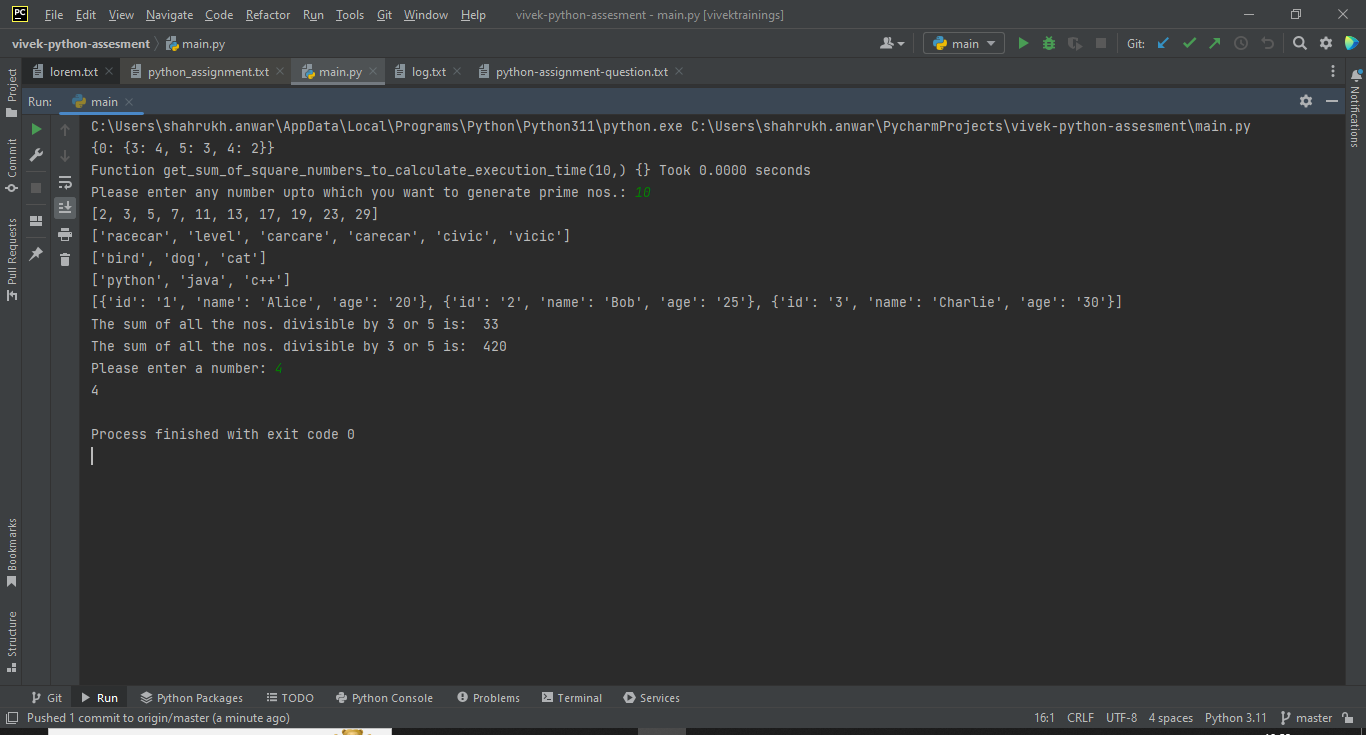 PC File Edit View Navigate Code Refactor Run Tools Git Window Help vivek-python-assesment - main.py [vivektrainings]
vivek-python-assesment main.py main Git:
lorem.txt python_assignment.txt main.py log.txt python-assignment-question.txt
Run: main
C:\Users\shahrukh.anwar\AppData\Local\Programs\Python\Python311\python.exe C:\Users\shahrukh.anwar\PycharmProjects\vivek-python-assesment\main.py
{0: {3: 4, 5: 3, 4: 2}}
Function get_sum_of_square_numbers_to_calculate_execution_time(10,) {} Took 0.0000 seconds
Please enter any number upto which you want to generate prime nos.: 10
[2, 3, 5, 7, 11, 13, 17, 19, 23, 29]
['racecar', 'level', 'carcare', 'carecar', 'civic', 'vicic']
['bird', 'dog', 'cat']
['python', 'java', 'c++']
[{'id': '1', 'name': 'Alice', 'age': '20'}, {'id': '2', 'name': 'Bob', 'age': '25'}, {'id': '3', 'name': 'Charlie', 'age': '30'}]
The sum of all the nos. divisible by 3 or 5 is:  33
The sum of all the nos. divisible by 3 or 5 is:  420
Please enter a number: 4
4
Process finished with exit code 0
Project
Commit
Pull Requests
Bookmarks
Structure
Notifications
Git Run Python Packages TODO Python Console Problems Terminal Services
Pushed 1 commit to origin/master (a minute ago) 16:1 CRLF UTF-8 4 spaces Python 3.11 master